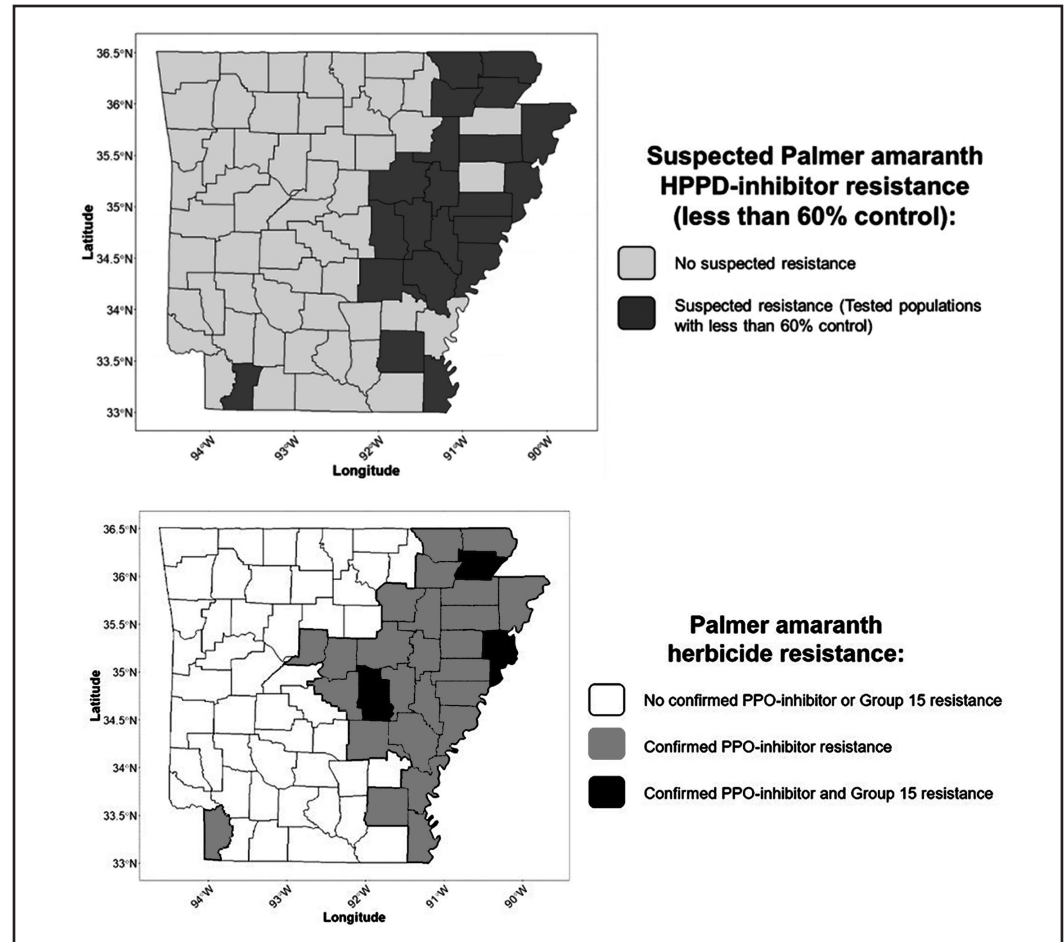 Suspected Palmer amaranth
HPPD-inhibitor resistance
(less than 60% control):
No suspected resistance
Suspected resistance (Tested populations
with less than 60% control)
36.5°N
36°N
35.5°N
35°N
34.5°N
34°N
33.5°N
33°N
Latitude
94°W
93°W
92°W
91°W
90°W
Longitude
Palmer amaranth
herbicide resistance:
No confirmed PPO-inhibitor or Group 15 resistance
Confirmed PPO-inhibitor resistance
Confirmed PPO-inhibitor and Group 15 resistance
36.5°N
36°N
35.5°N
35°N
34.5°N
34°N
33.5°N
33°N
Latitude
94°W
93°W
92°W
91°W
90°W
Longitude